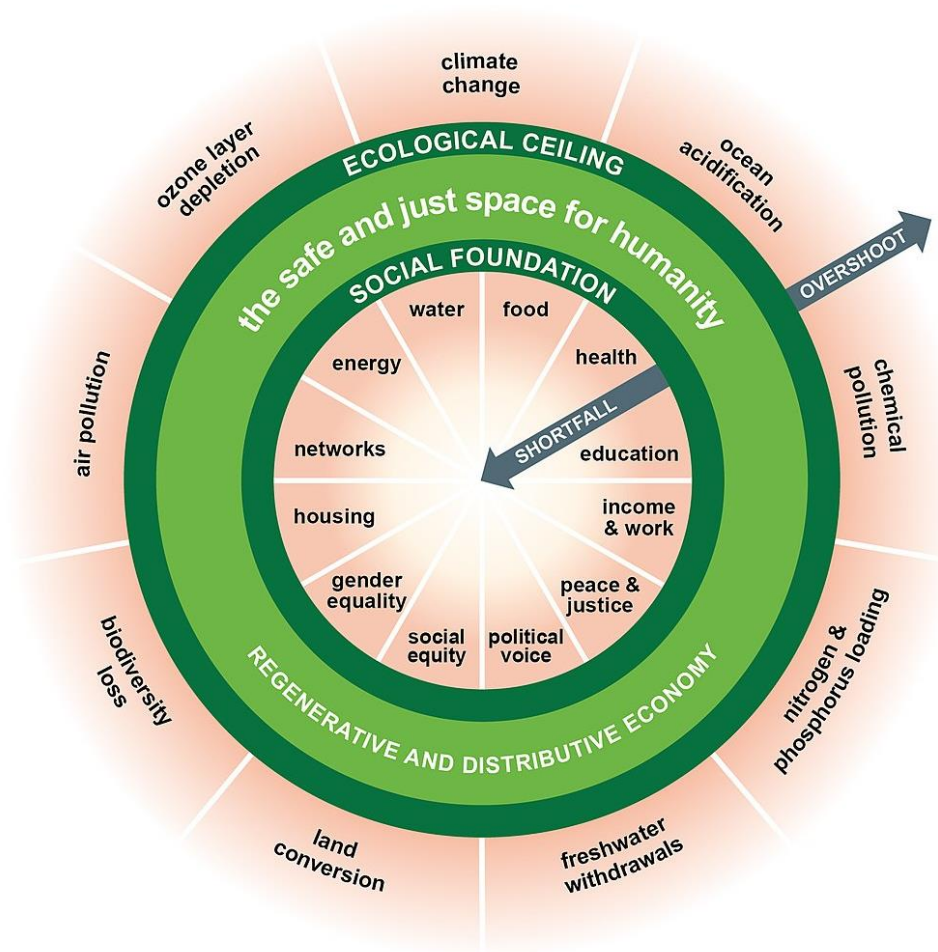 climate
change
ozone layer
depletion
ocean
acidification
ECOLOGICAL CEILING
the safe and just space for humanity
OVERSHOOT
SOCIAL FOUNDATION
water
food
energy
health
SHORTFALL
networks
education
housing
income
& work
gender
equality
peace &
justice
social
equity
political
voice
air pollution
chemical
pollution
REGENERATIVE AND DISTRIBUTIVE ECONOMY
biodiversity
loss
nitrogen &
phosphorus loading
land
conversion
freshwater
withdrawals